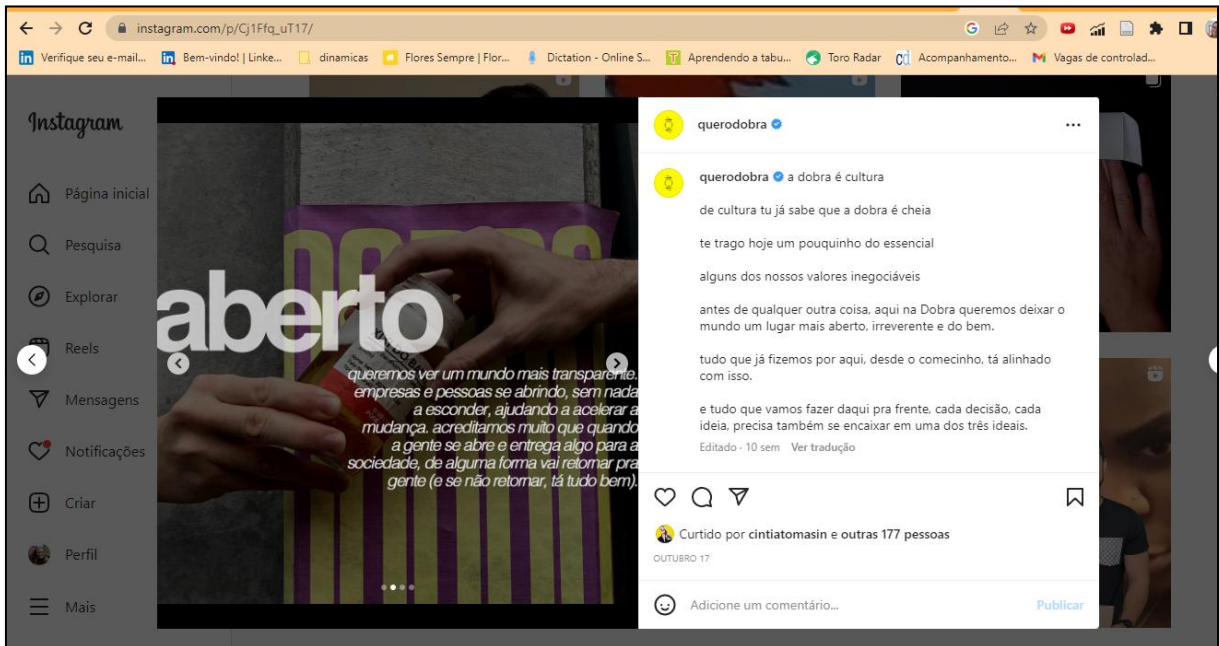 instagram.com/p/Cj1Ffq_uT17/
Verifique seu e-mail...
Bem-vindo! | Linke...
dinamicas
Flores Sempre | Flor...
Dictation - Online S...
Aprendendo a tabu...
Toro Radar
Acompanhamento...
Vagas de controlad...
Instagram
Página inicial
Pesquisa
Explorar
Reels
Mensagens
Notificações
Criar
Perfil
Mais
DOBRA
aberto
queremos ver um mundo mais transparente.
empresas e pessoas se abrindo, sem nada
a esconder, ajudando a acelerar a
mudança. acreditamos muito que quando
a gente se abre e entrega algo para a
sociedade, de alguma forma vai retornar pra
gente (e se não retornar, tá tudo bem).
querodobra
querodobra a dobra é cultura
de cultura tu já sabe que a dobra é cheia
te trago hoje um pouquinho do essencial
alguns dos nossos valores inegociáveis
antes de qualquer outra coisa, aqui na Dobra queremos deixar o
mundo um lugar mais aberto, irreverente e do bem.
tudo que já fizemos por aqui, desde o comecinho, tá alinhado
com isso.
e tudo que vamos fazer daqui pra frente, cada decisão, cada
ideia, precisa também se encaixar em uma dos três ideais.
Editado · 10 sem Ver tradução
Curtido por cintiatomasin e outras 177 pessoas
OUTUBRO 17
Adicione um comentário...
Publicar